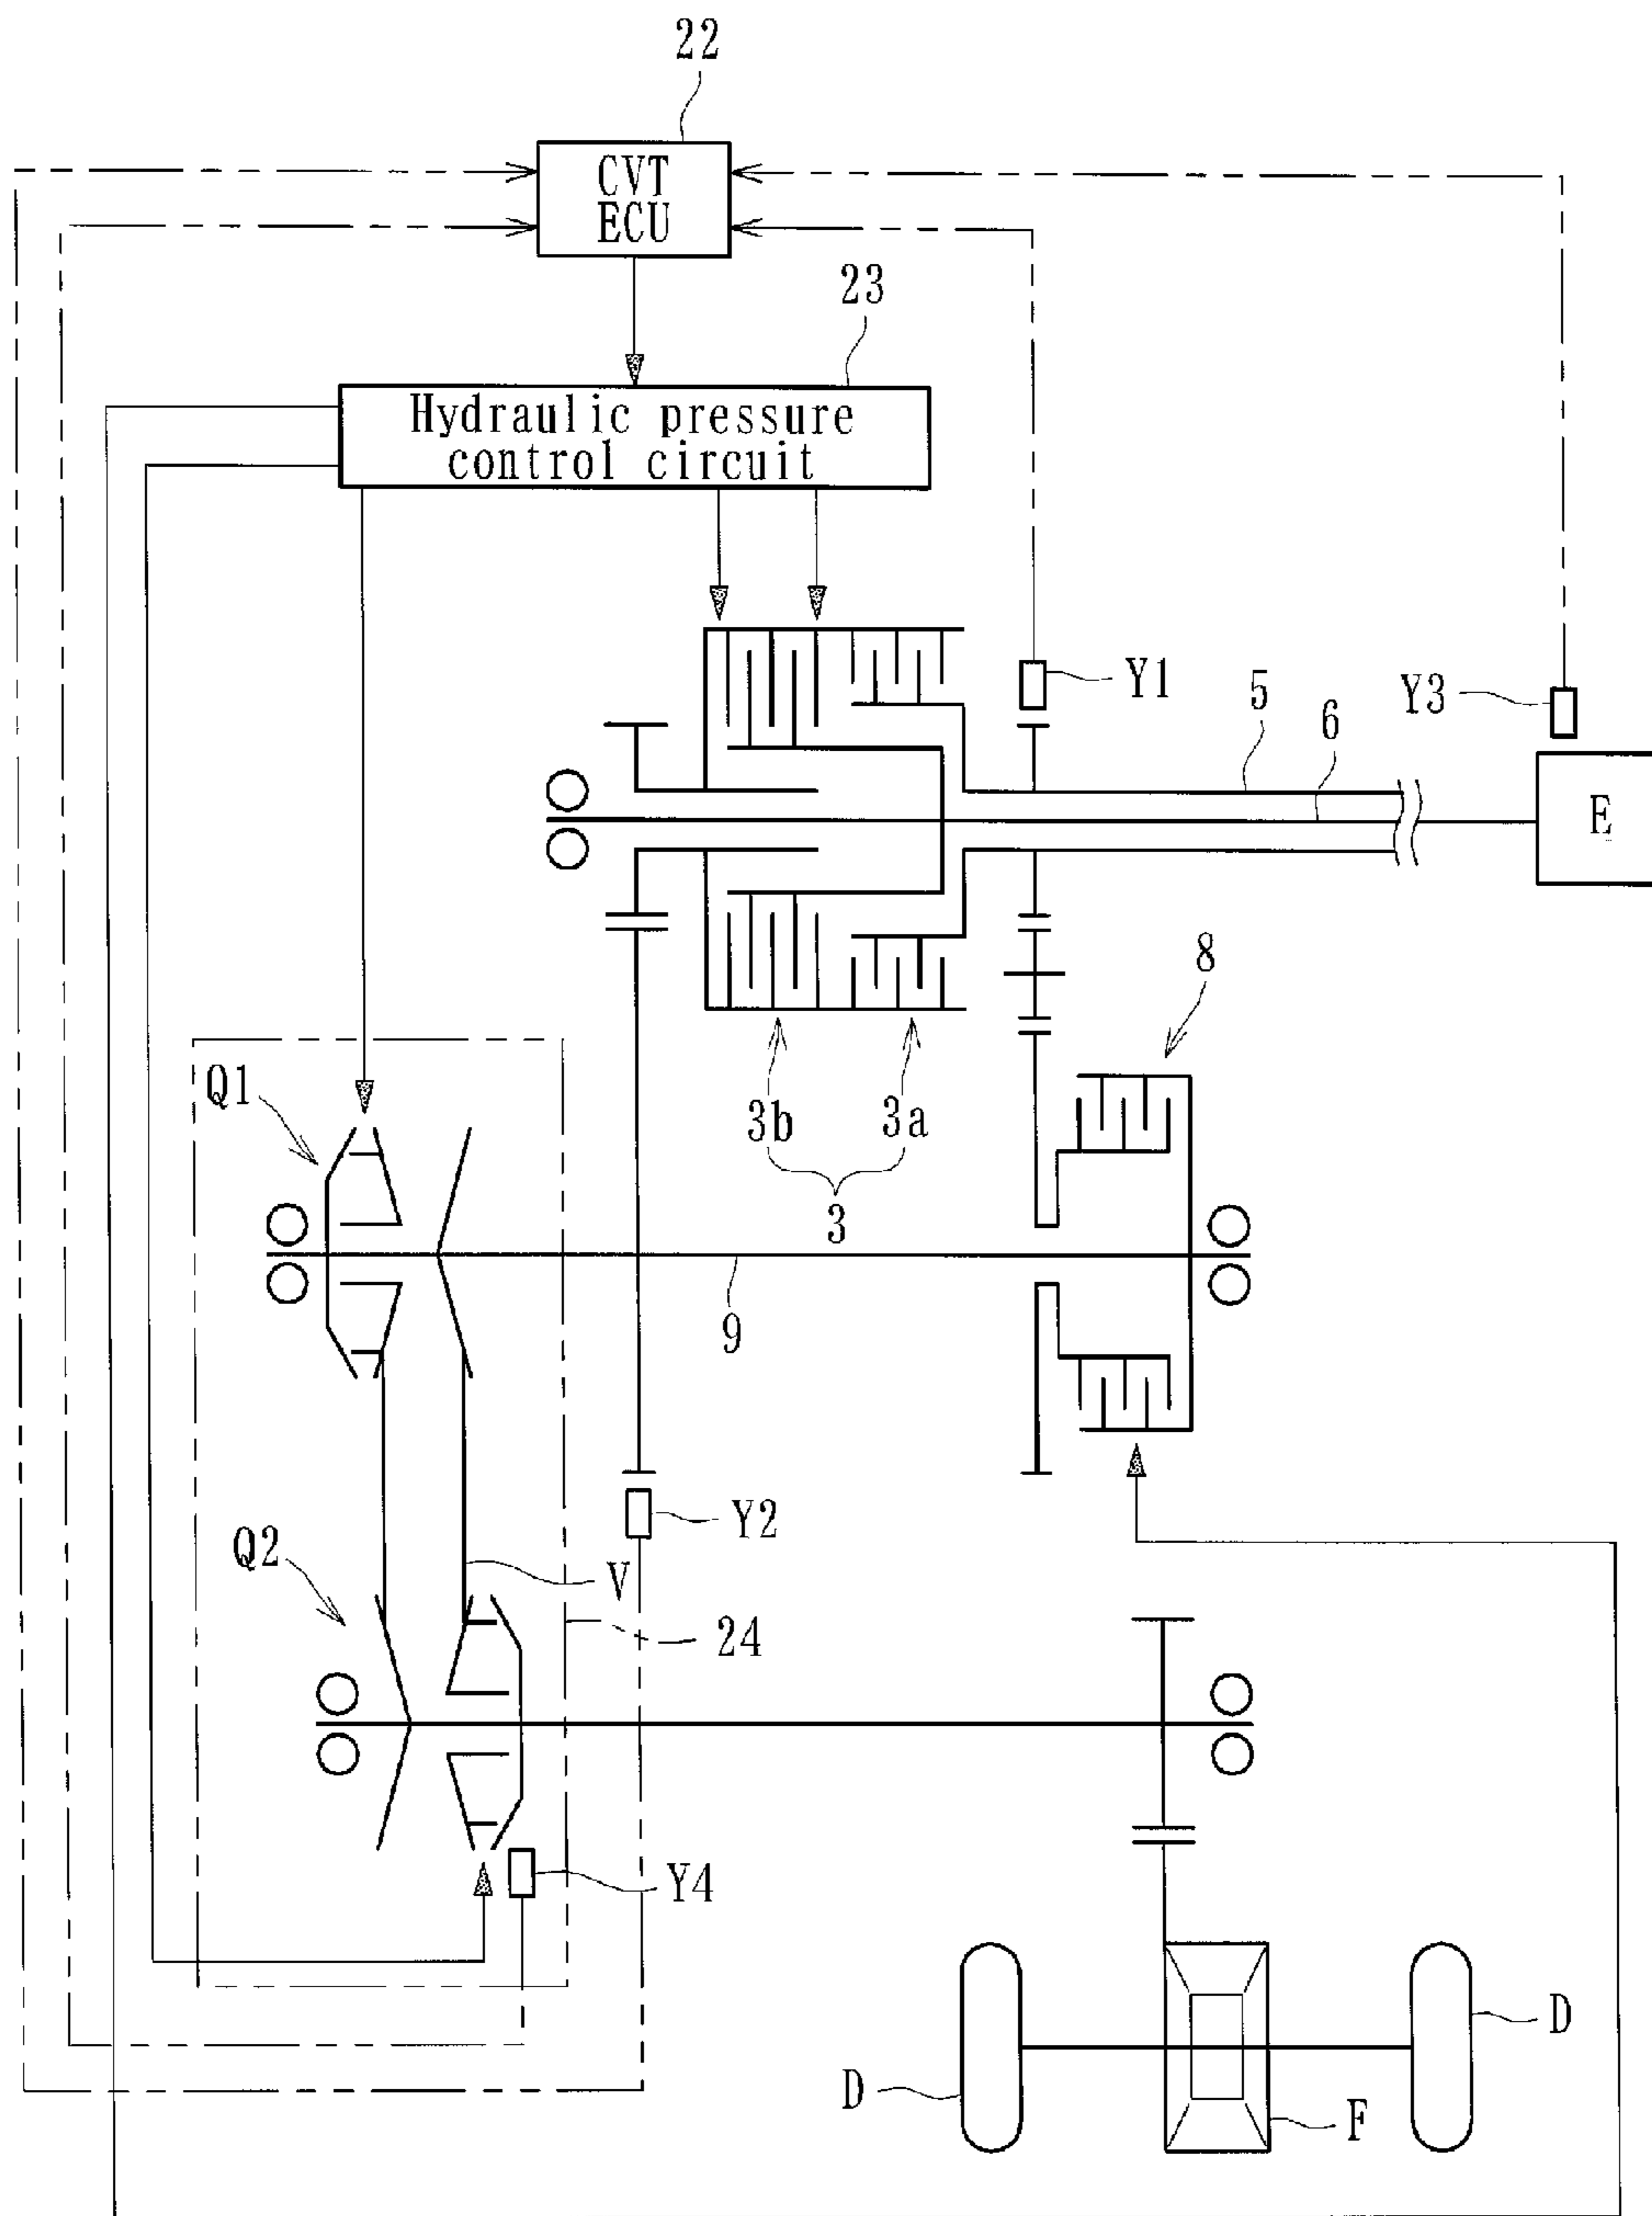 22
CVT
ECU
23
Hydraulic pressure
control circuit
Y1
5
Y3
6
E
8
Q1
3b
3a
3
9
Y2
Q2
V
24
Y4
D
D
F